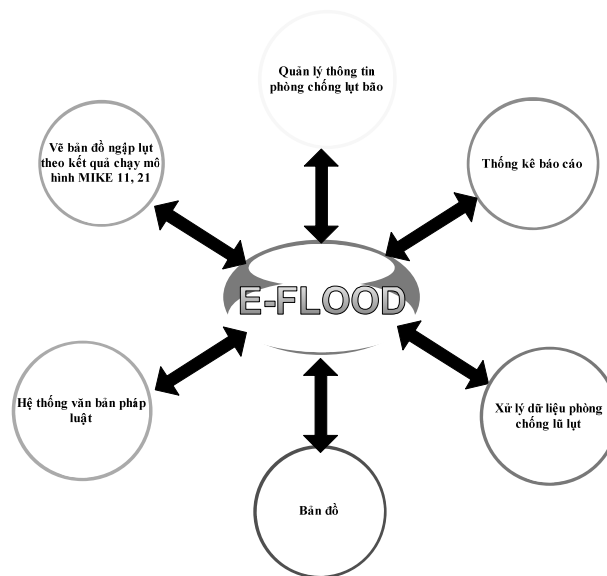 Quản lý thông tin
phòng chống lụt bão
Vẽ bản đồ ngập lụt
theo kết quả chạy mô
hình MIKE 11, 21
Thống kê báo cáo
E-FLOOD
Hệ thống văn bản pháp
luật
Xử lý dữ liệu phòng
chống lũ lụt
Bản đồ